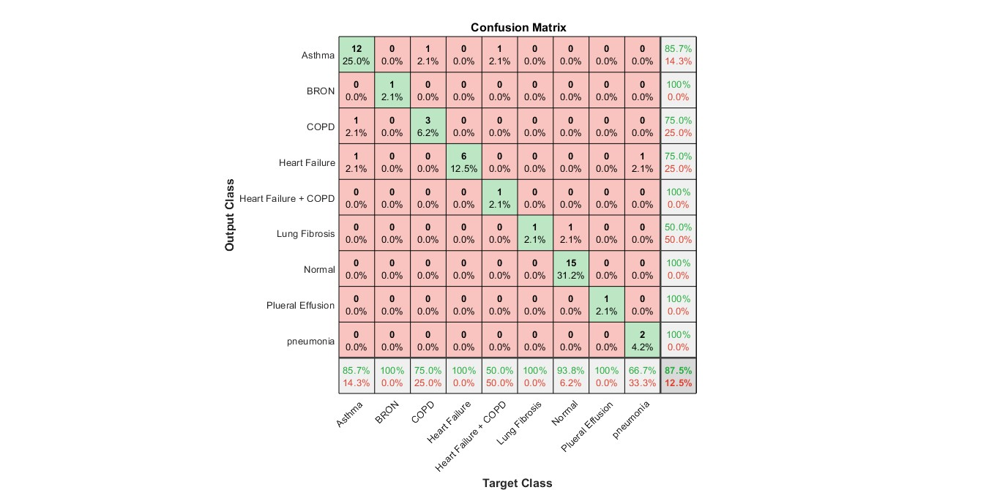 Confusion Matrix
Asthma 12 0 1 0 1 0 0 0 0 85.7%
25.0% 0.0% 2.1% 0.0% 2.1% 0.0% 0.0% 0.0% 0.0% 14.3%
BRON 0 1 0 0 0 0 0 0 0 100%
0.0% 2.1% 0.0% 0.0% 0.0% 0.0% 0.0% 0.0% 0.0% 0.0%
COPD 1 0 3 0 0 0 0 0 0 75.0%
2.1% 0.0% 6.2% 0.0% 0.0% 0.0% 0.0% 0.0% 0.0% 25.0%
Heart Failure 1 0 0 6 0 0 0 0 1 75.0%
2.1% 0.0% 0.0% 12.5% 0.0% 0.0% 0.0% 0.0% 2.1% 25.0%
Heart Failure + COPD 0 0 0 0 1 0 0 0 0 100%
0.0% 0.0% 0.0% 0.0% 2.1% 0.0% 0.0% 0.0% 0.0% 0.0%
Lung Fibrosis 0 0 0 0 0 1 1 0 0 50.0%
0.0% 0.0% 0.0% 0.0% 0.0% 2.1% 2.1% 0.0% 0.0% 50.0%
Normal 0 0 0 0 0 0 15 0 0 100%
0.0% 0.0% 0.0% 0.0% 0.0% 0.0% 31.2% 0.0% 0.0% 0.0%
Plueral Effusion 0 0 0 0 0 0 0 1 0 100%
0.0% 0.0% 0.0% 0.0% 0.0% 0.0% 0.0% 2.1% 0.0% 0.0%
pneumonia 0 0 0 0 0 0 0 0 2 100%
0.0% 0.0% 0.0% 0.0% 0.0% 0.0% 0.0% 0.0% 4.2% 0.0%
85.7% 100% 75.0% 100% 50.0% 100% 93.8% 100% 66.7% 87.5%
14.3% 0.0% 25.0% 0.0% 50.0% 0.0% 6.2% 0.0% 33.3% 12.5%
Output Class
Asthma
BRON
COPD
Heart Failure
Heart Failure + COPD
Lung Fibrosis
Normal
Plueral Effusion
pneumonia
Target Class